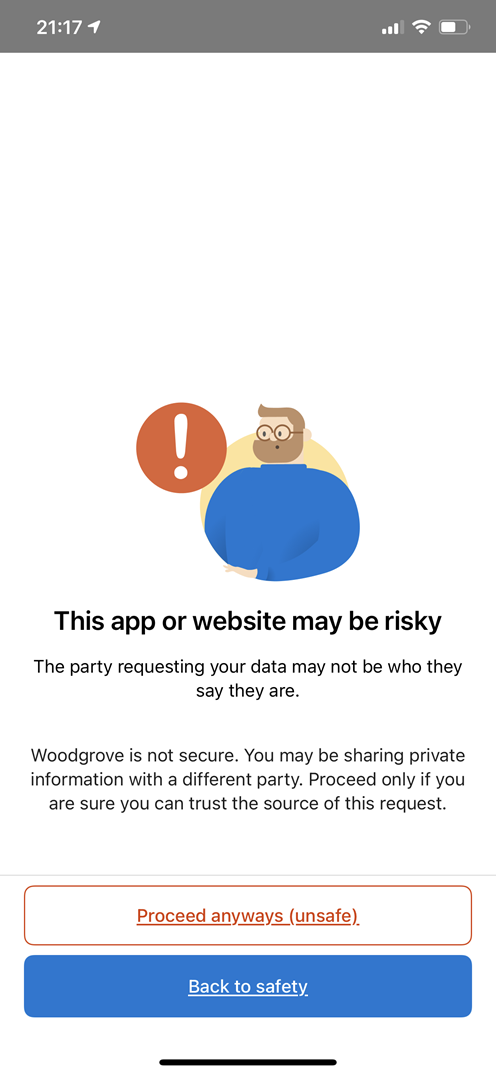 21:17
This app or website may be risky
The party requesting your data may not be who they
say they are.
Woodgrove is not secure. You may be sharing private
information with a different party. Proceed only if you
are sure you can trust the source of this request.
Proceed anyways (unsafe)
Back to safety